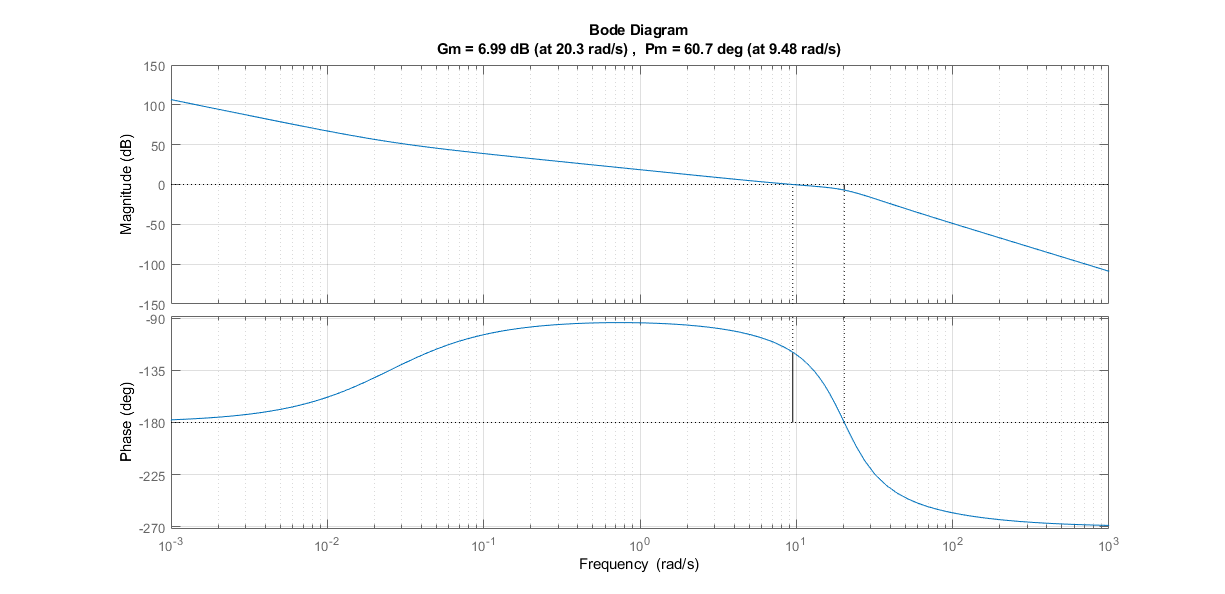 Bode Diagram
Gm = 6.99 dB (at 20.3 rad/s) ,  Pm = 60.7 deg (at 9.48 rad/s)
Magnitude (dB)
150
100
50
0
-50
-100
-150
Phase (deg)
-90
-135
-180
-225
-270
10^-3 10^-2 10^-1 10^0 10^1 10^2 10^3
Frequency  (rad/s)